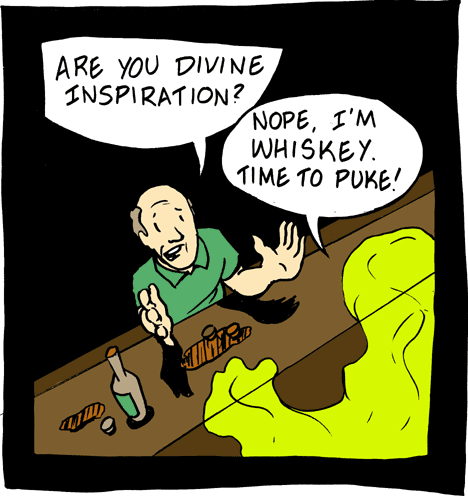 ARE YOU DIVINE
INSPIRATION?
NOPE, I'M
WHISKEY.
TIME TO PUKE!